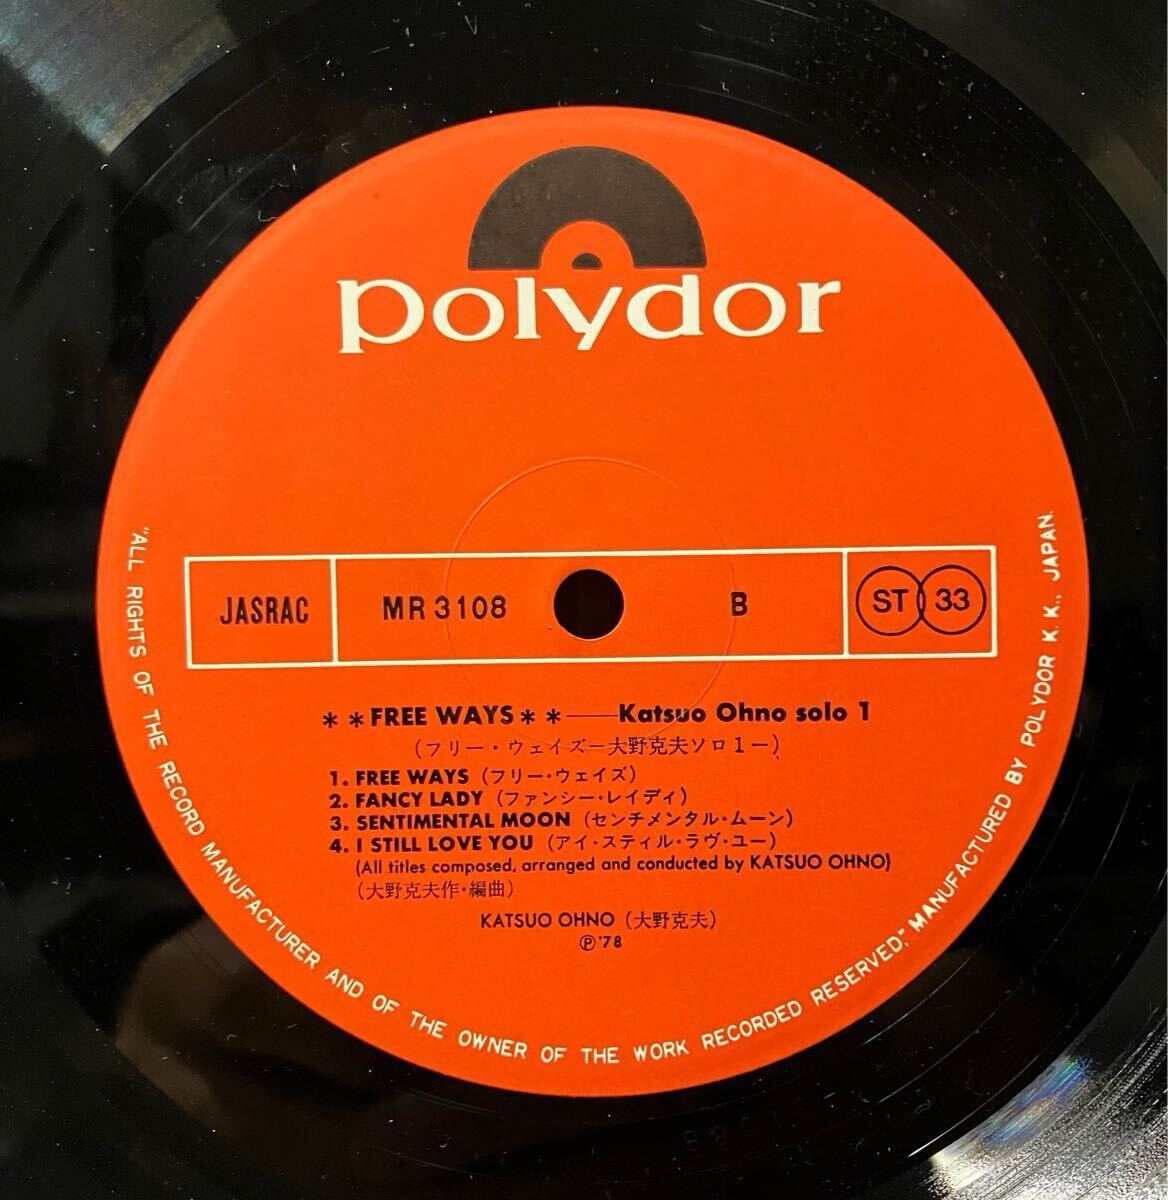 polydor
JASRAC MR 3108 B ST 33
＊＊FREE WAYS＊＊——Katsuo Ohno solo 1
（フリー・ウェイズ－大野克夫ソロ１－）
1. FREE WAYS（フリー・ウェイズ）
2. FANCY LADY（ファンシー・レイディ）
3. SENTIMENTAL MOON（センチメンタル・ムーン）
4. I STILL LOVE YOU（アイ・スティル・ラヴ・ユー）
(All titles composed, arranged and conducted by KATSUO OHNO)
（大野克夫作・編曲）
KATSUO OHNO（大野克夫）
℗'78
"ALL RIGHTS OF THE RECORD MANUFACTURER AND OF THE OWNER OF THE WORK RECORDED RESERVED," MANUFACTURED BY POLYDOR K. K., JAPAN.